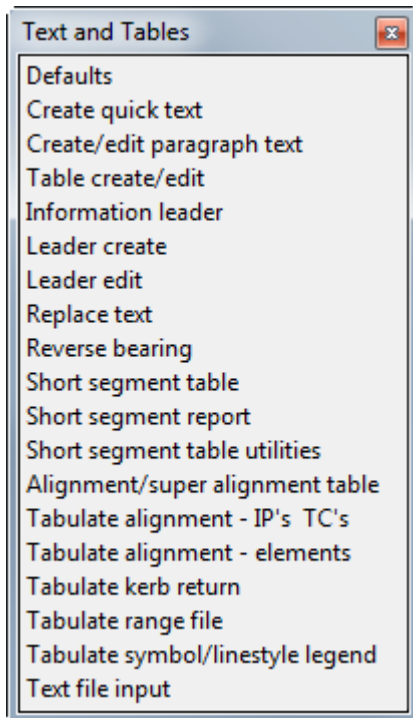 Text and Tables
Defaults
Create quick text
Create/edit paragraph text
Table create/edit
Information leader
Leader create
Leader edit
Replace text
Reverse bearing
Short segment table
Short segment report
Short segment table utilities
Alignment/super alignment table
Tabulate alignment - IP's  TC's
Tabulate alignment - elements
Tabulate kerb return
Tabulate range file
Tabulate symbol/linestyle legend
Text file input